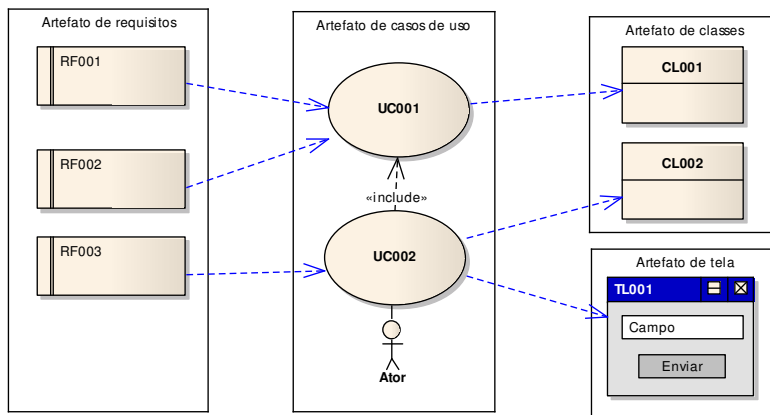 Artefato de requisitos
RF001
RF002
RF003
Artefato de casos de uso
UC001
«include»
UC002
Ator
Artefato de classes
CL001
CL002
Artefato de tela
TL001
Campo
Enviar